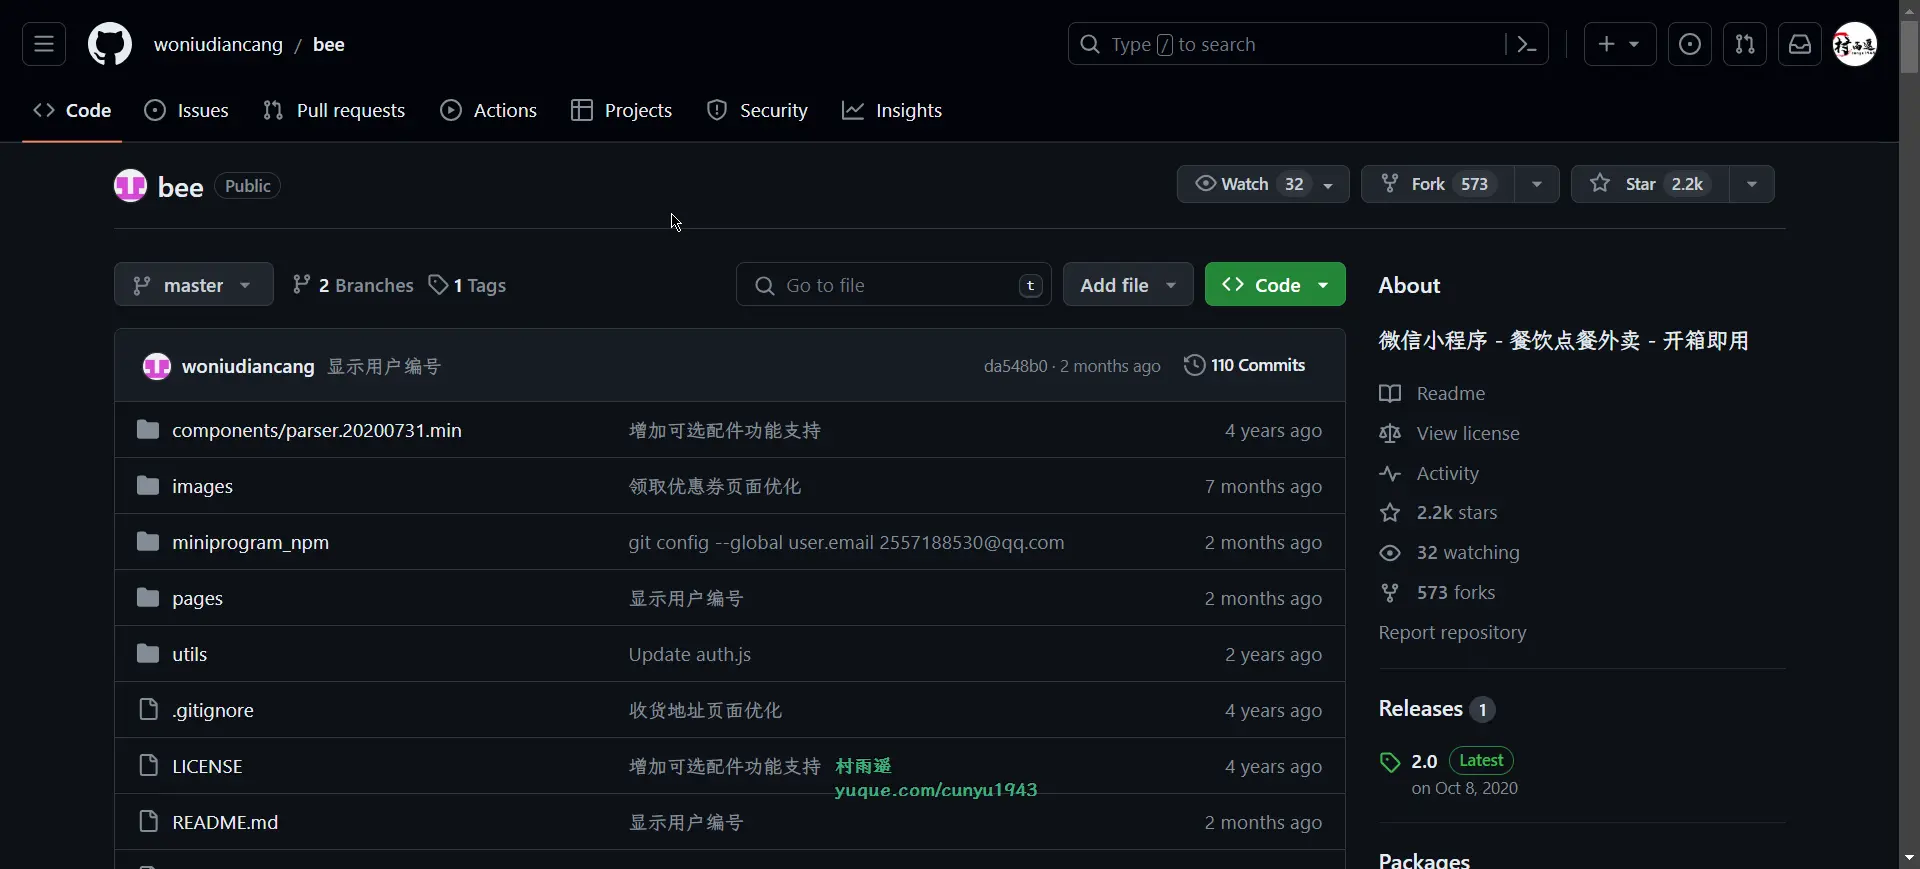 woniudiancang / bee
Type / to search
Code
Issues
Pull requests
Actions
Projects
Security
Insights
bee Public
Watch 32
Fork 573
Star 2.2k
master
2 Branches
1 Tags
Go to file t
Add file
Code
woniudiancang 显示用户编号 da548b0 · 2 months ago 110 Commits
components/parser.20200731.min 增加可选配件功能支持 4 years ago
images 领取优惠券页面优化 7 months ago
miniprogram_npm git config --global user.email 2557188530@qq.com 2 months ago
pages 显示用户编号 2 months ago
utils Update auth.js 2 years ago
.gitignore 收货地址页面优化 4 years ago
LICENSE 增加可选配件功能支持 4 years ago
村雨遥
yuque.com/cunyu1943
README.md 显示用户编号 2 months ago
About
微信小程序 - 餐饮点餐外卖 - 开箱即用
Readme
View license
Activity
2.2k stars
32 watching
573 forks
Report repository
Releases 1
2.0 Latest
on Oct 8, 2020
Packages